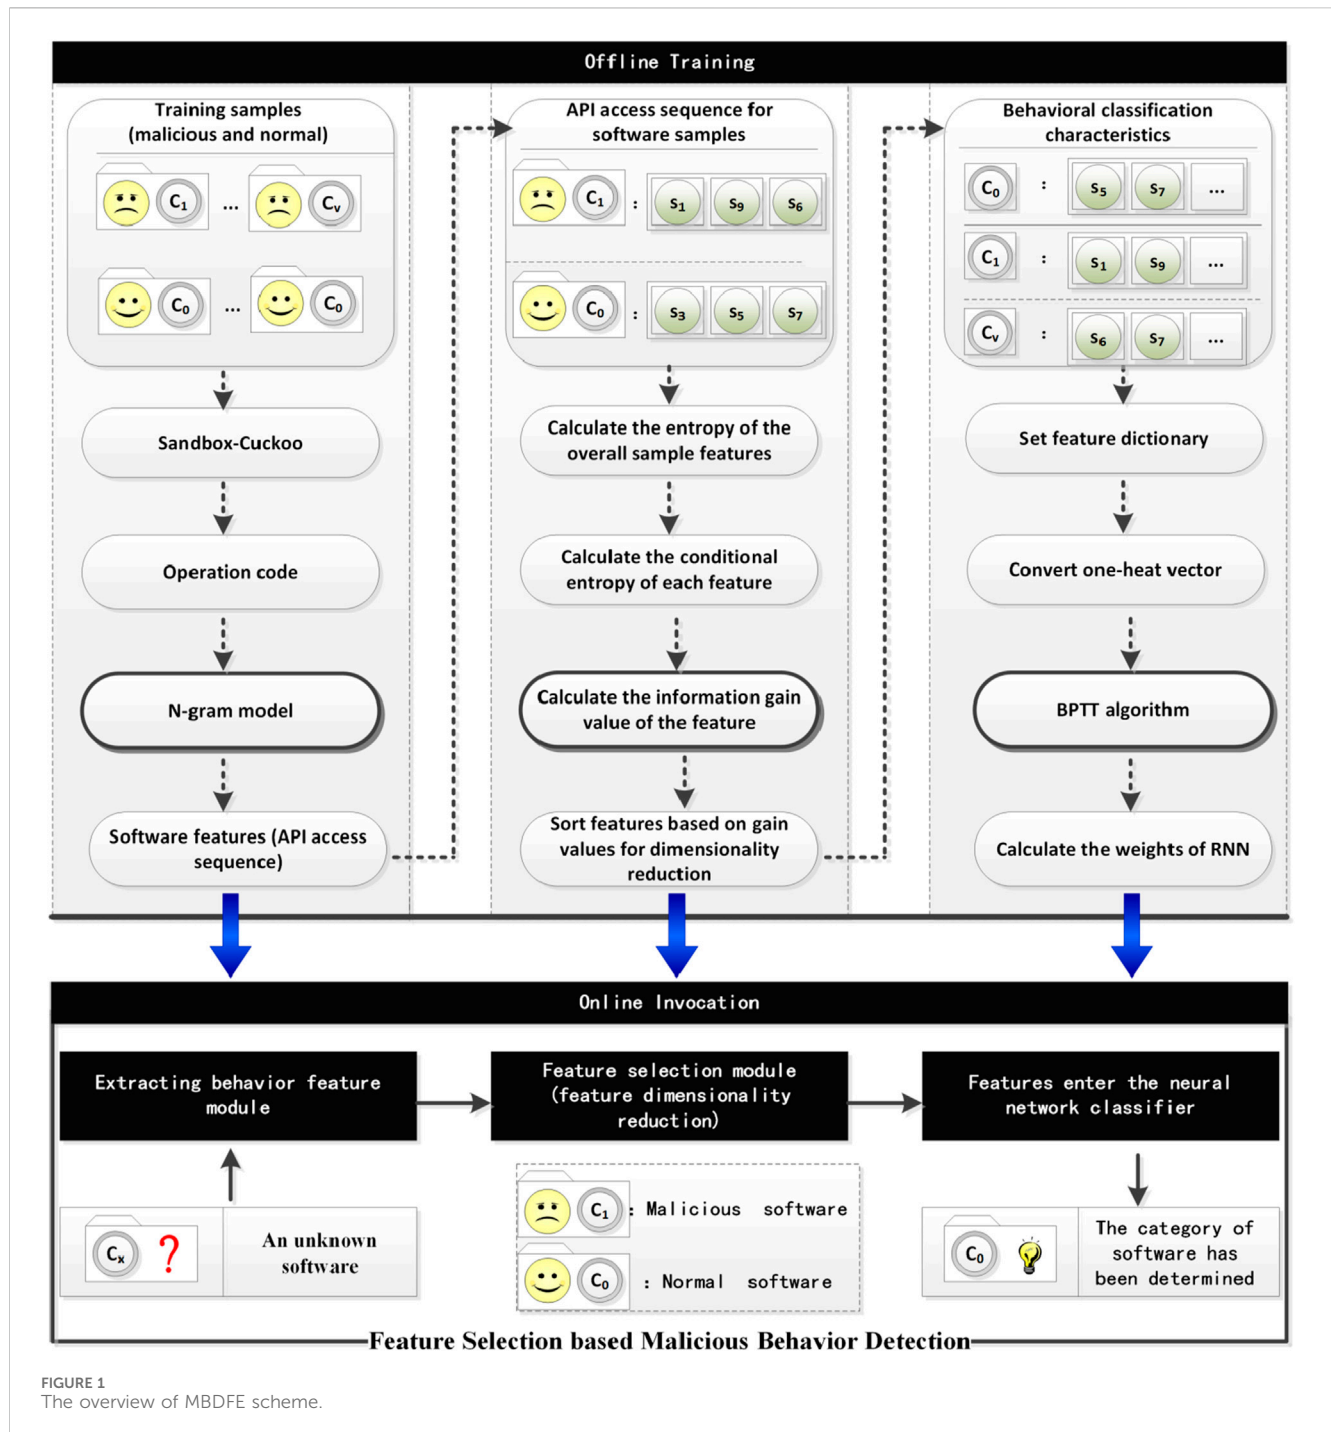 Offline Training
Training samples
(malicious and normal)
C1 ... Cv
C0 ... C0
Sandbox-Cuckoo
Operation code
N-gram model
Software features (API access
sequence)
API access sequence for
software samples
C1 : S1 S9 S6
C0 : S3 S5 S7
Calculate the entropy of the
overall sample features
Calculate the conditional
entropy of each feature
Calculate the information gain
value of the feature
Sort features based on gain
values for dimensionality
reduction
Behavioral classification
characteristics
C0 : S5 S7 ...
C1 : S1 S9 ...
Cv : S6 S7 ...
Set feature dictionary
Convert one-heat vector
BPTT algorithm
Calculate the weights of RNN
Online Invocation
Extracting behavior feature
module
Feature selection module
(feature dimensionality
reduction)
Features enter the neural
network classifier
Cx ?
An unknown
software
C1 : Malicious software
C0 : Normal software
C0
The category of
software has
been determined
Feature Selection based Malicious Behavior Detection
FIGURE 1
The overview of MBDFE scheme.